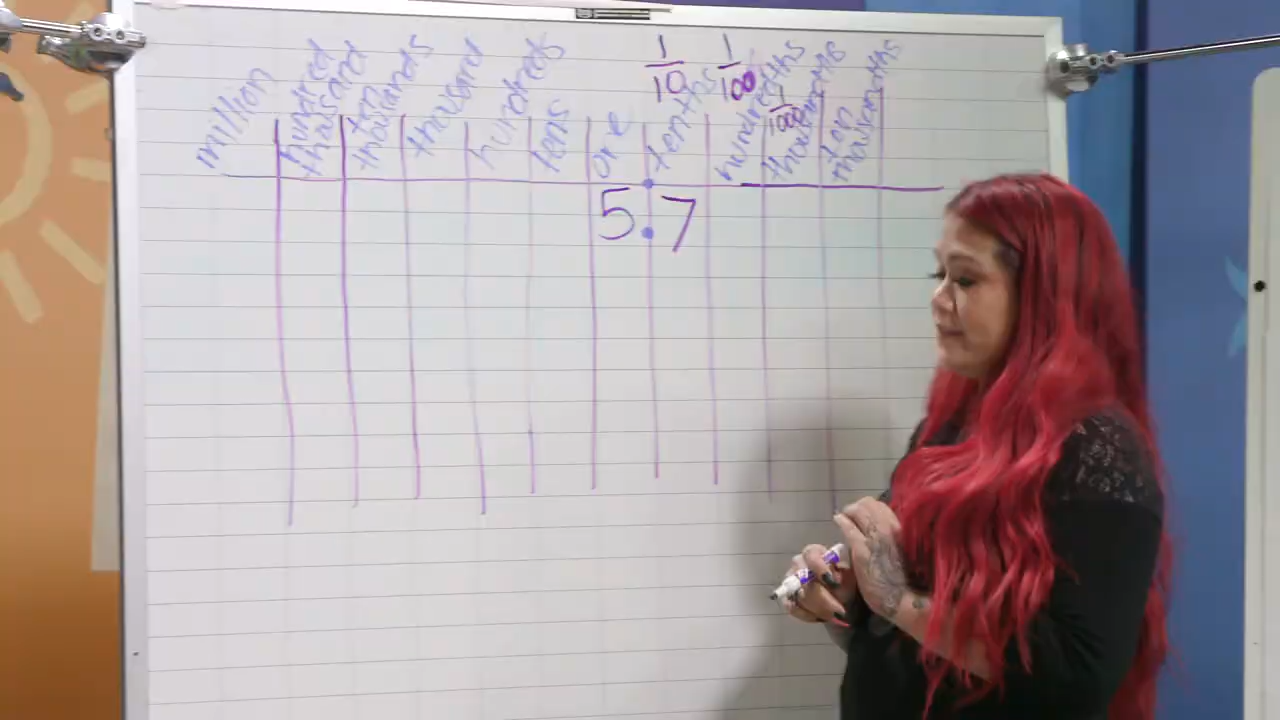 million
hundred thousand
ten thousands
thousand
hundreds
tens
one
1/10
tenths
1/100
hundredths
1/1000
thousandths
ten thousandths
5.7